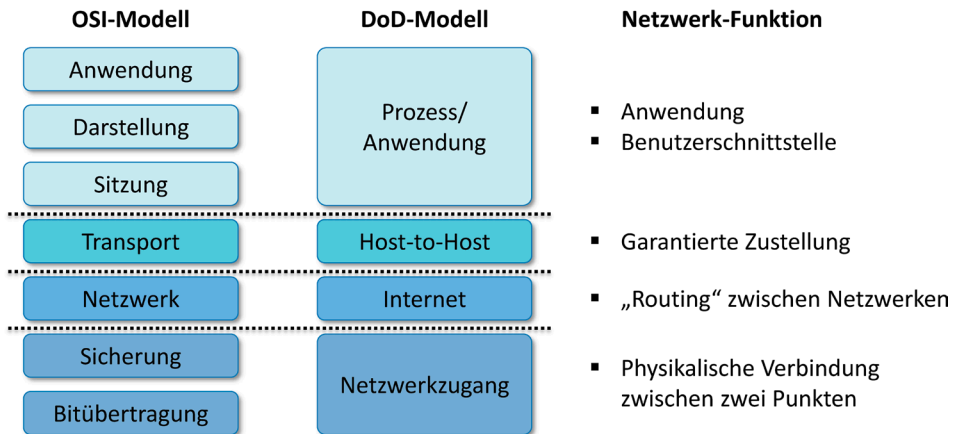 OSI-Modell
DoD-Modell
Netzwerk-Funktion
Anwendung
Darstellung
Sitzung
Prozess/
Anwendung
▪ Anwendung
▪ Benutzerschnittstelle
Transport
Host-to-Host
▪ Garantierte Zustellung
Netzwerk
Internet
▪ „Routing“ zwischen Netzwerken
Sicherung
Bitübertragung
Netzwerkzugang
▪ Physikalische Verbindung
zwischen zwei Punkten